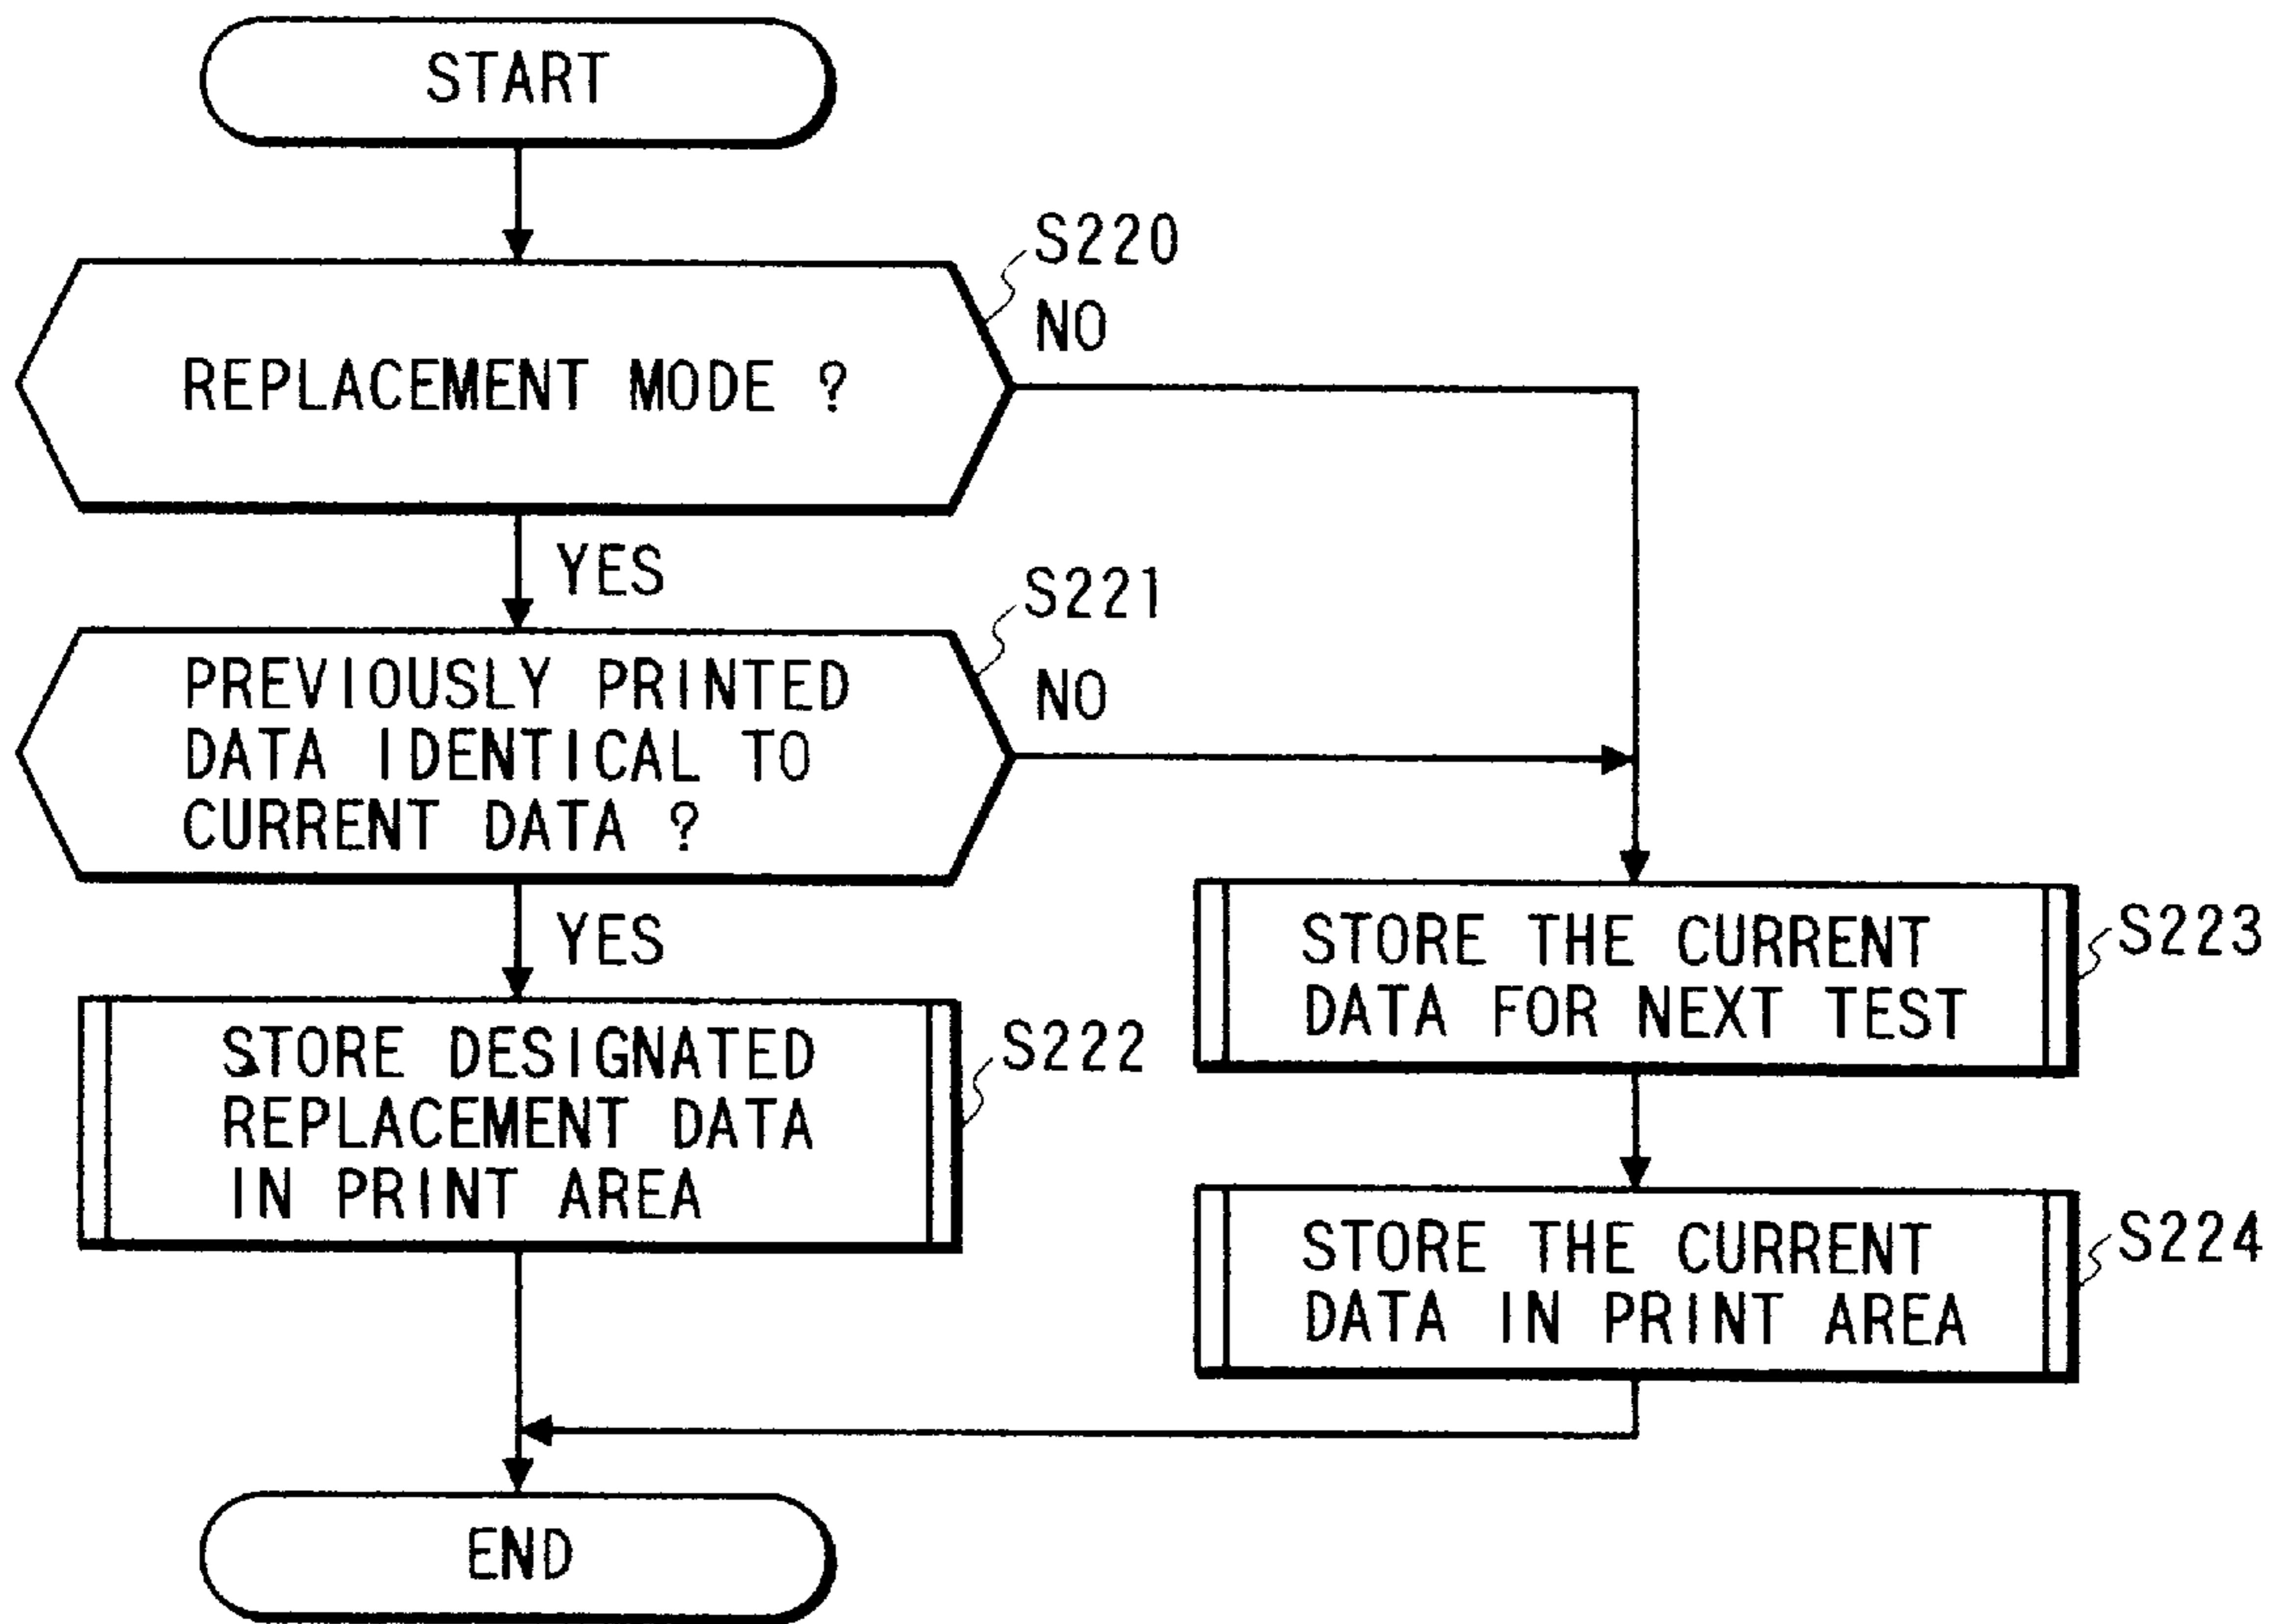 START
S220
NO
REPLACEMENT MODE ?
YES
S221
NO
PREVIOUSLY PRINTED
DATA IDENTICAL TO
CURRENT DATA ?
YES
STORE DESIGNATED
REPLACEMENT DATA
IN PRINT AREA
S222
STORE THE CURRENT
DATA FOR NEXT TEST
S223
STORE THE CURRENT
DATA IN PRINT AREA
S224
END